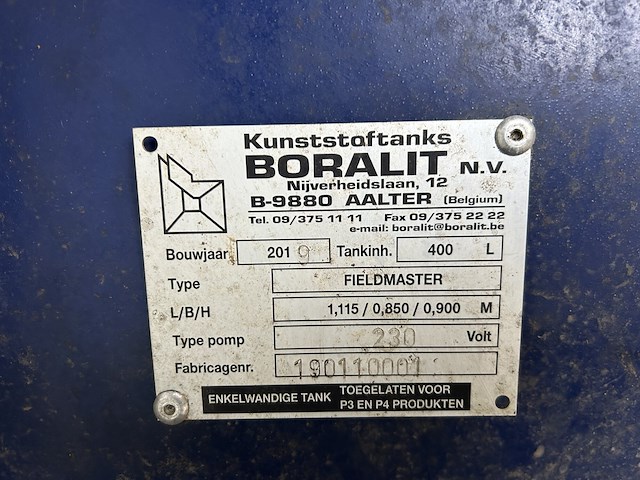 Kunststoftanks
BORALIT N.V.
Nijverheidslaan, 12
B-9880 AALTER (Belgium)
Tel. 09/375 11 11 Fax 09/375 22 22
e-mail: boralit@boralit.be
Bouwjaar 2019 Tankinh. 400 L
Type FIELDMASTER
L/B/H 1,115 / 0,850 / 0,900 M
Type pomp 230 Volt
Fabricagenr. 190110001
ENKELWANDIGE TANK TOEGELATEN VOOR
P3 EN P4 PRODUKTEN